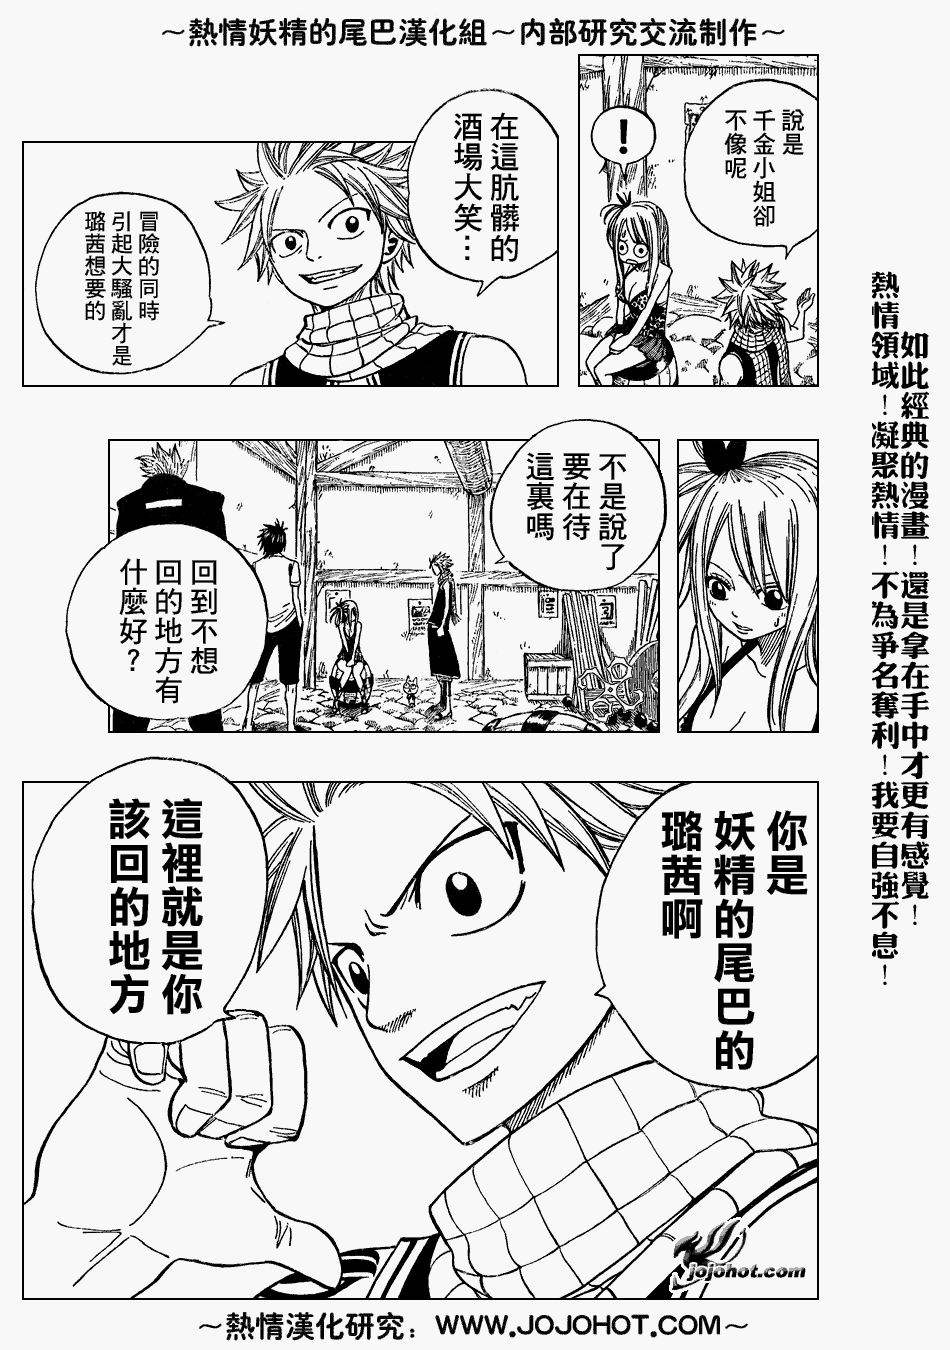 ～熱情妖精的尾巴漢化組～内部研究交流制作～
說是
千金小姐卻
不像呢
！
在這肮髒的
酒場大笑…
冒險的同時
引起大騷亂才是
璐茜想要的
不是說了
要在待
這裏嗎
回到不想
回的地方有
什麼好？
你是
妖精的尾巴的
璐茜啊
這裡就是你
該回的地方
如此經典的漫畫！還是拿在手中才更有感覺！
熱情領域！凝聚熱情！不為爭名奪利！我要自強不息！
jojohot.com
～熱情漢化研究：WWW.JOJOHOT.COM～